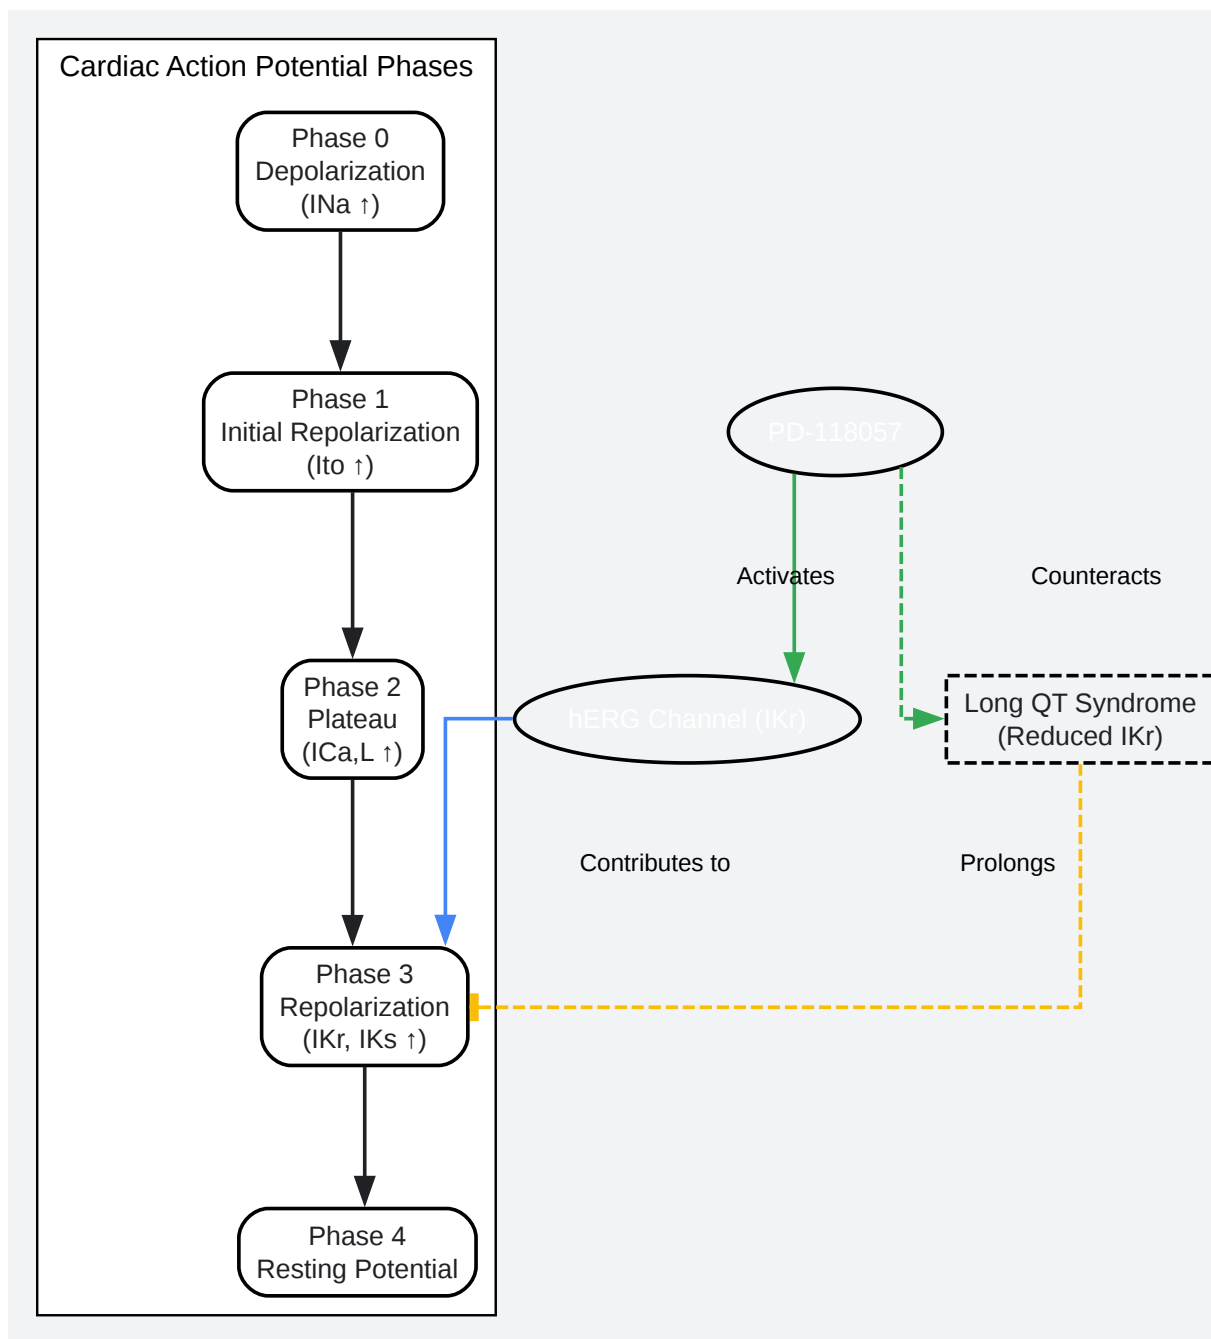 Cardiac Action Potential Phases
Phase 0
Depolarization
(INa ↑)
Phase 1
Initial Repolarization
(Ito ↑)
PD-118057
Activates
Counteracts
Phase 2
Plateau
(ICa,L ↑)
hERG Channel (IKr)
Long QT Syndrome
(Reduced IKr)
Contributes to
Prolongs
Phase 3
Repolarization
(IKr, IKs ↑)
Phase 4
Resting Potential